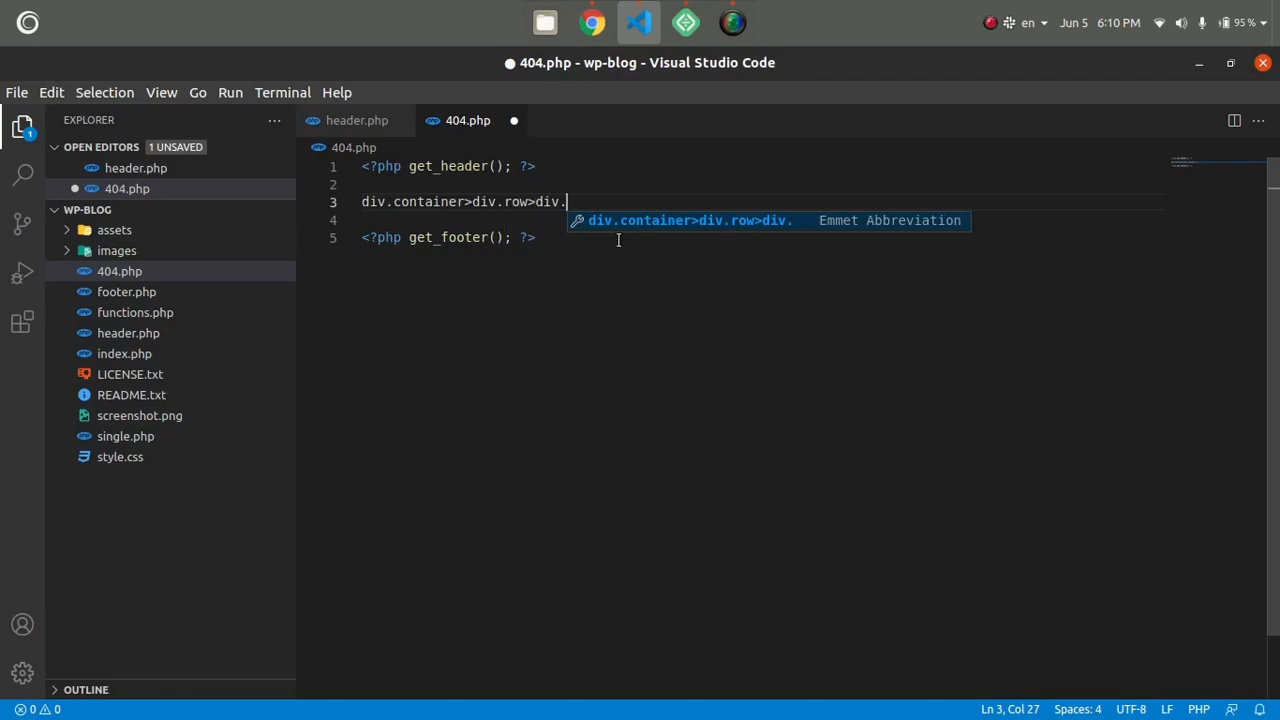 en
Jun 5
6:10 PM
95 %
● 404.php - wp-blog - Visual Studio Code
File Edit Selection View Go Run Terminal Help
EXPLORER
header.php
404.php
OPEN EDITORS 1 UNSAVED
404.php
header.php
404.php
WP-BLOG
assets
images
404.php
footer.php
functions.php
header.php
index.php
LICENSE.txt
README.txt
screenshot.png
single.php
style.css
OUTLINE
1 <?php get_header(); ?>
2
3 div.container>div.row>div.
div.container>div.row>div. Emmet Abbreviation
4
5 <?php get_footer(); ?>
1
0 0
Ln 3, Col 27 Spaces: 4 UTF-8 LF PHP